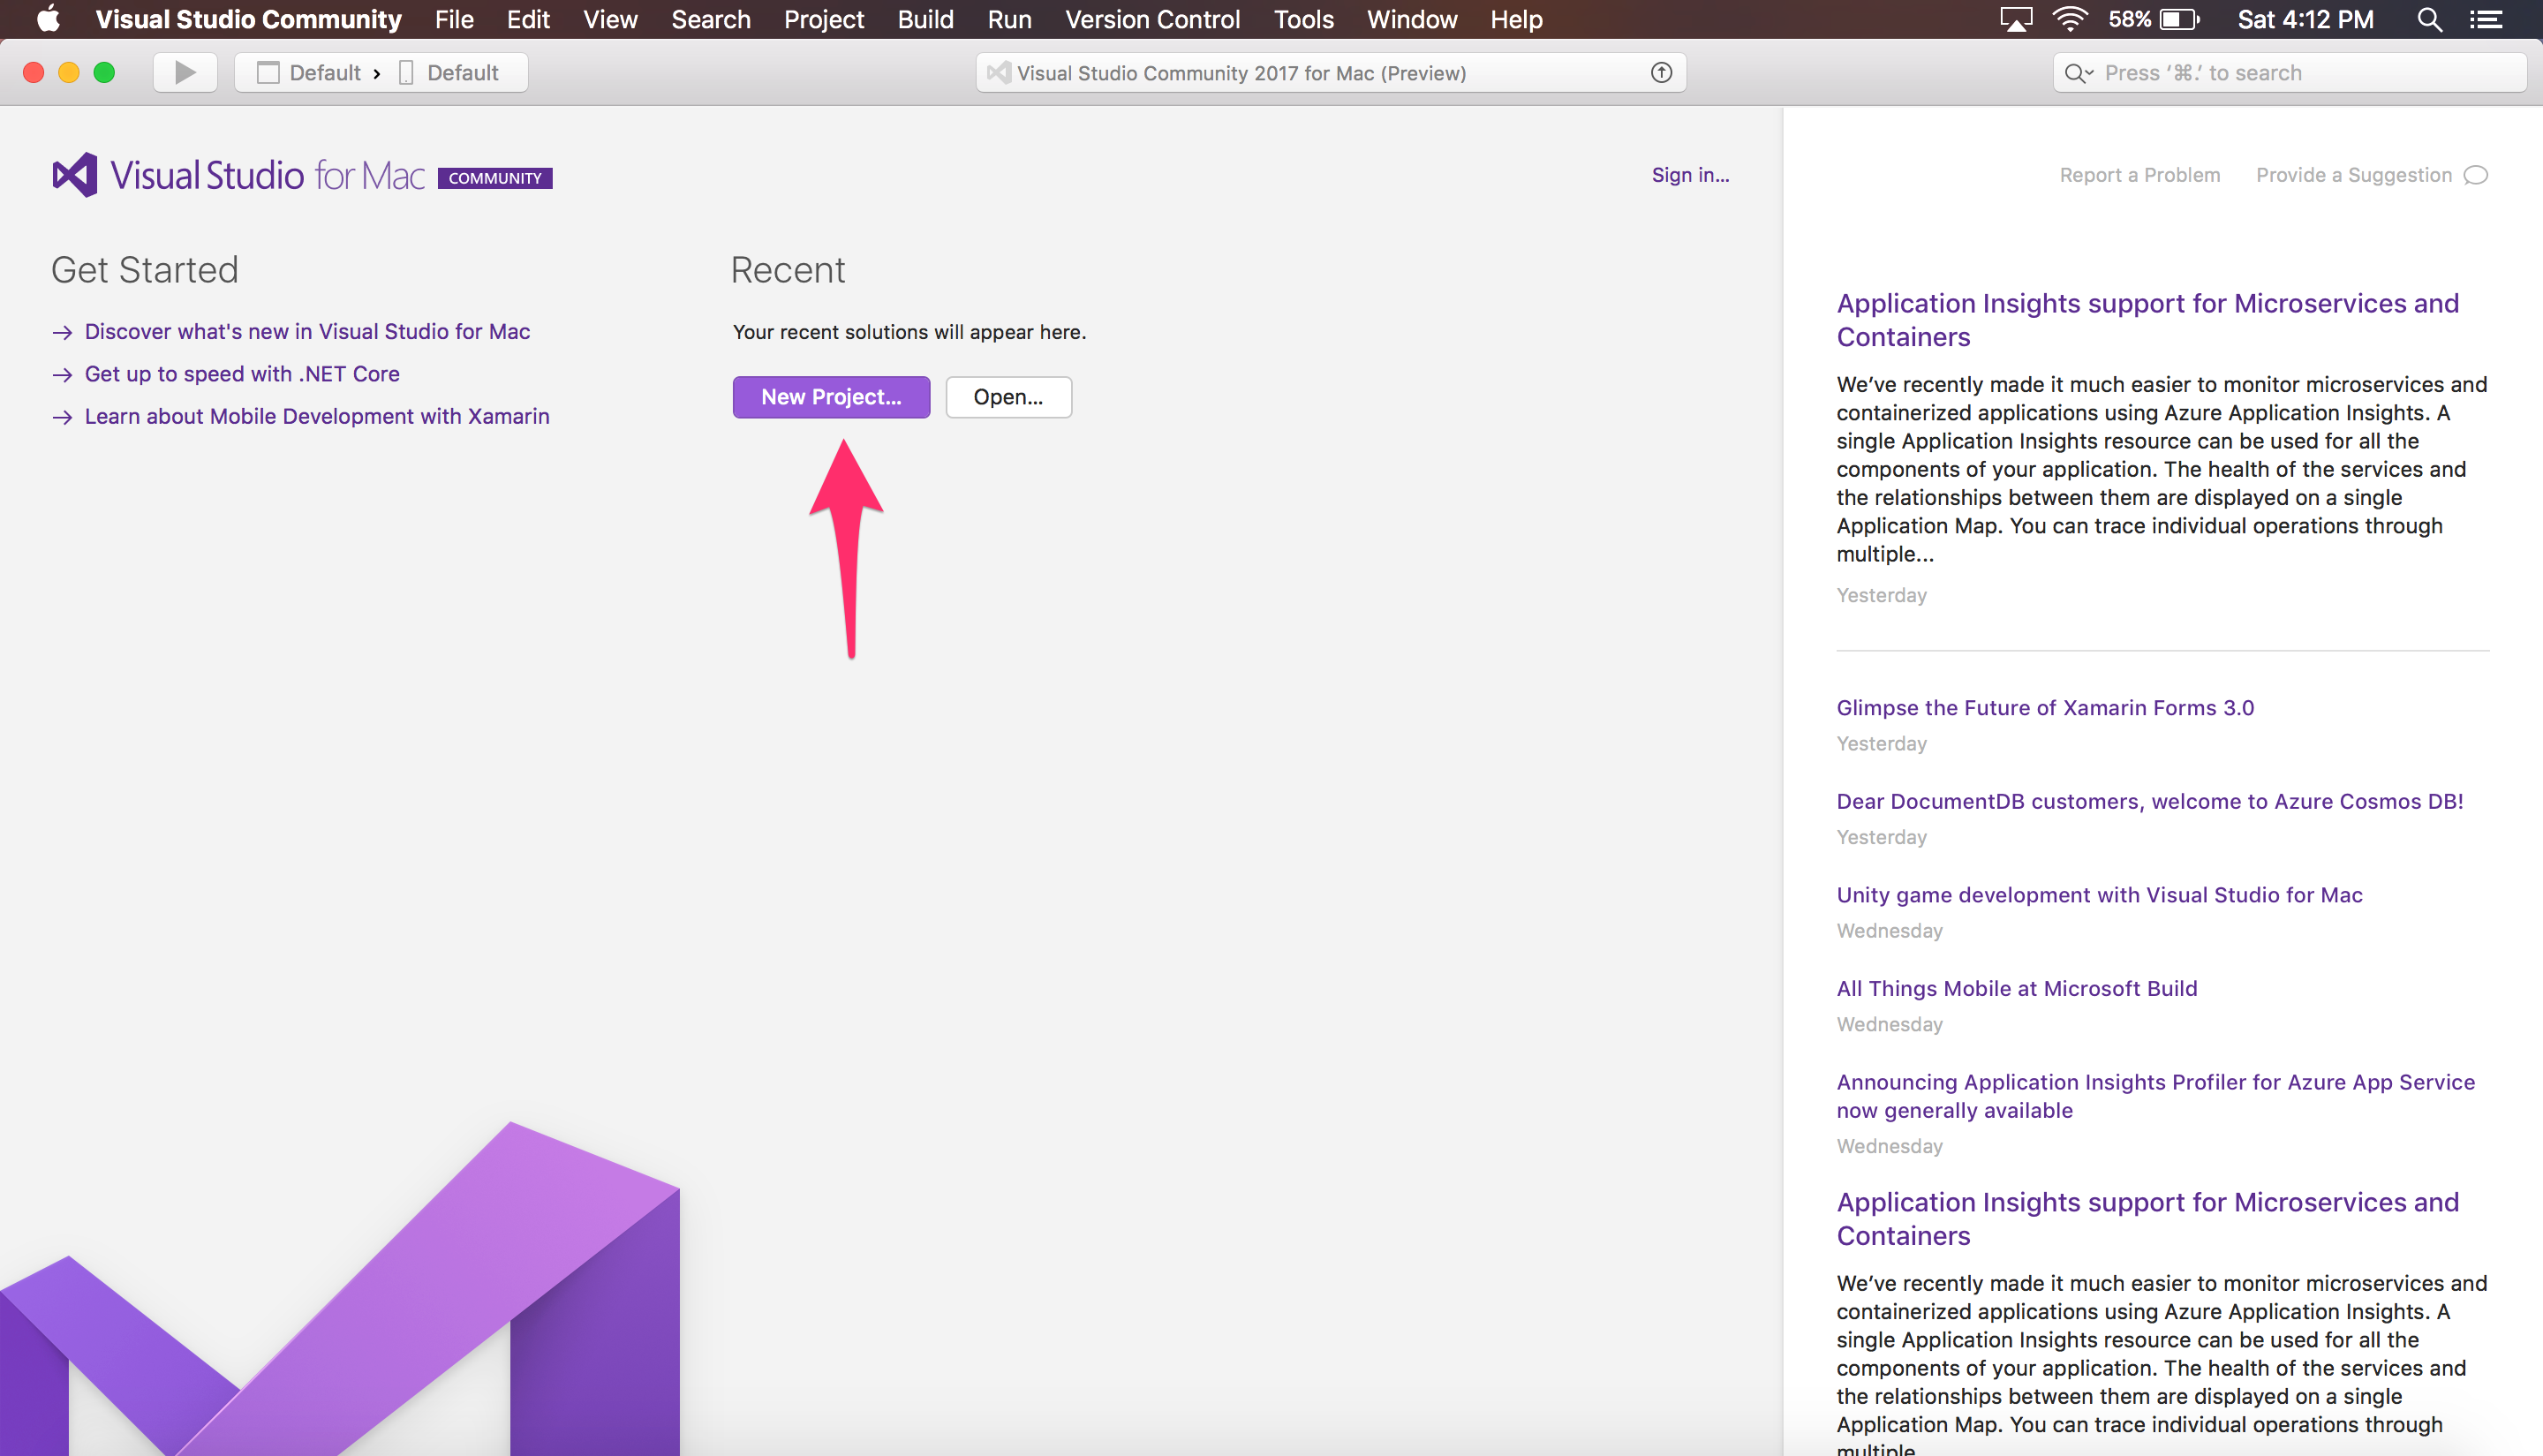 Visual Studio Community File Edit View Search Project Build Run Version Control Tools Window Help 58% Sat 4:12 PM
Default › Default Visual Studio Community 2017 for Mac (Preview) Press ‘⌘.’ to search
Visual Studio for Mac COMMUNITY Sign in...
Get Started
Discover what's new in Visual Studio for Mac
Get up to speed with .NET Core
Learn about Mobile Development with Xamarin
Recent
Your recent solutions will appear here.
New Project... Open...
Report a Problem Provide a Suggestion
Application Insights support for Microservices and
Containers
We’ve recently made it much easier to monitor microservices and
containerized applications using Azure Application Insights. A
single Application Insights resource can be used for all the
components of your application. The health of the services and
the relationships between them are displayed on a single
Application Map. You can trace individual operations through
multiple...
Yesterday
Glimpse the Future of Xamarin Forms 3.0
Yesterday
Dear DocumentDB customers, welcome to Azure Cosmos DB!
Yesterday
Unity game development with Visual Studio for Mac
Wednesday
All Things Mobile at Microsoft Build
Wednesday
Announcing Application Insights Profiler for Azure App Service
now generally available
Wednesday
Application Insights support for Microservices and
Containers
We’ve recently made it much easier to monitor microservices and
containerized applications using Azure Application Insights. A
single Application Insights resource can be used for all the
components of your application. The health of the services and
the relationships between them are displayed on a single
Application Map. You can trace individual operations through
multiple...